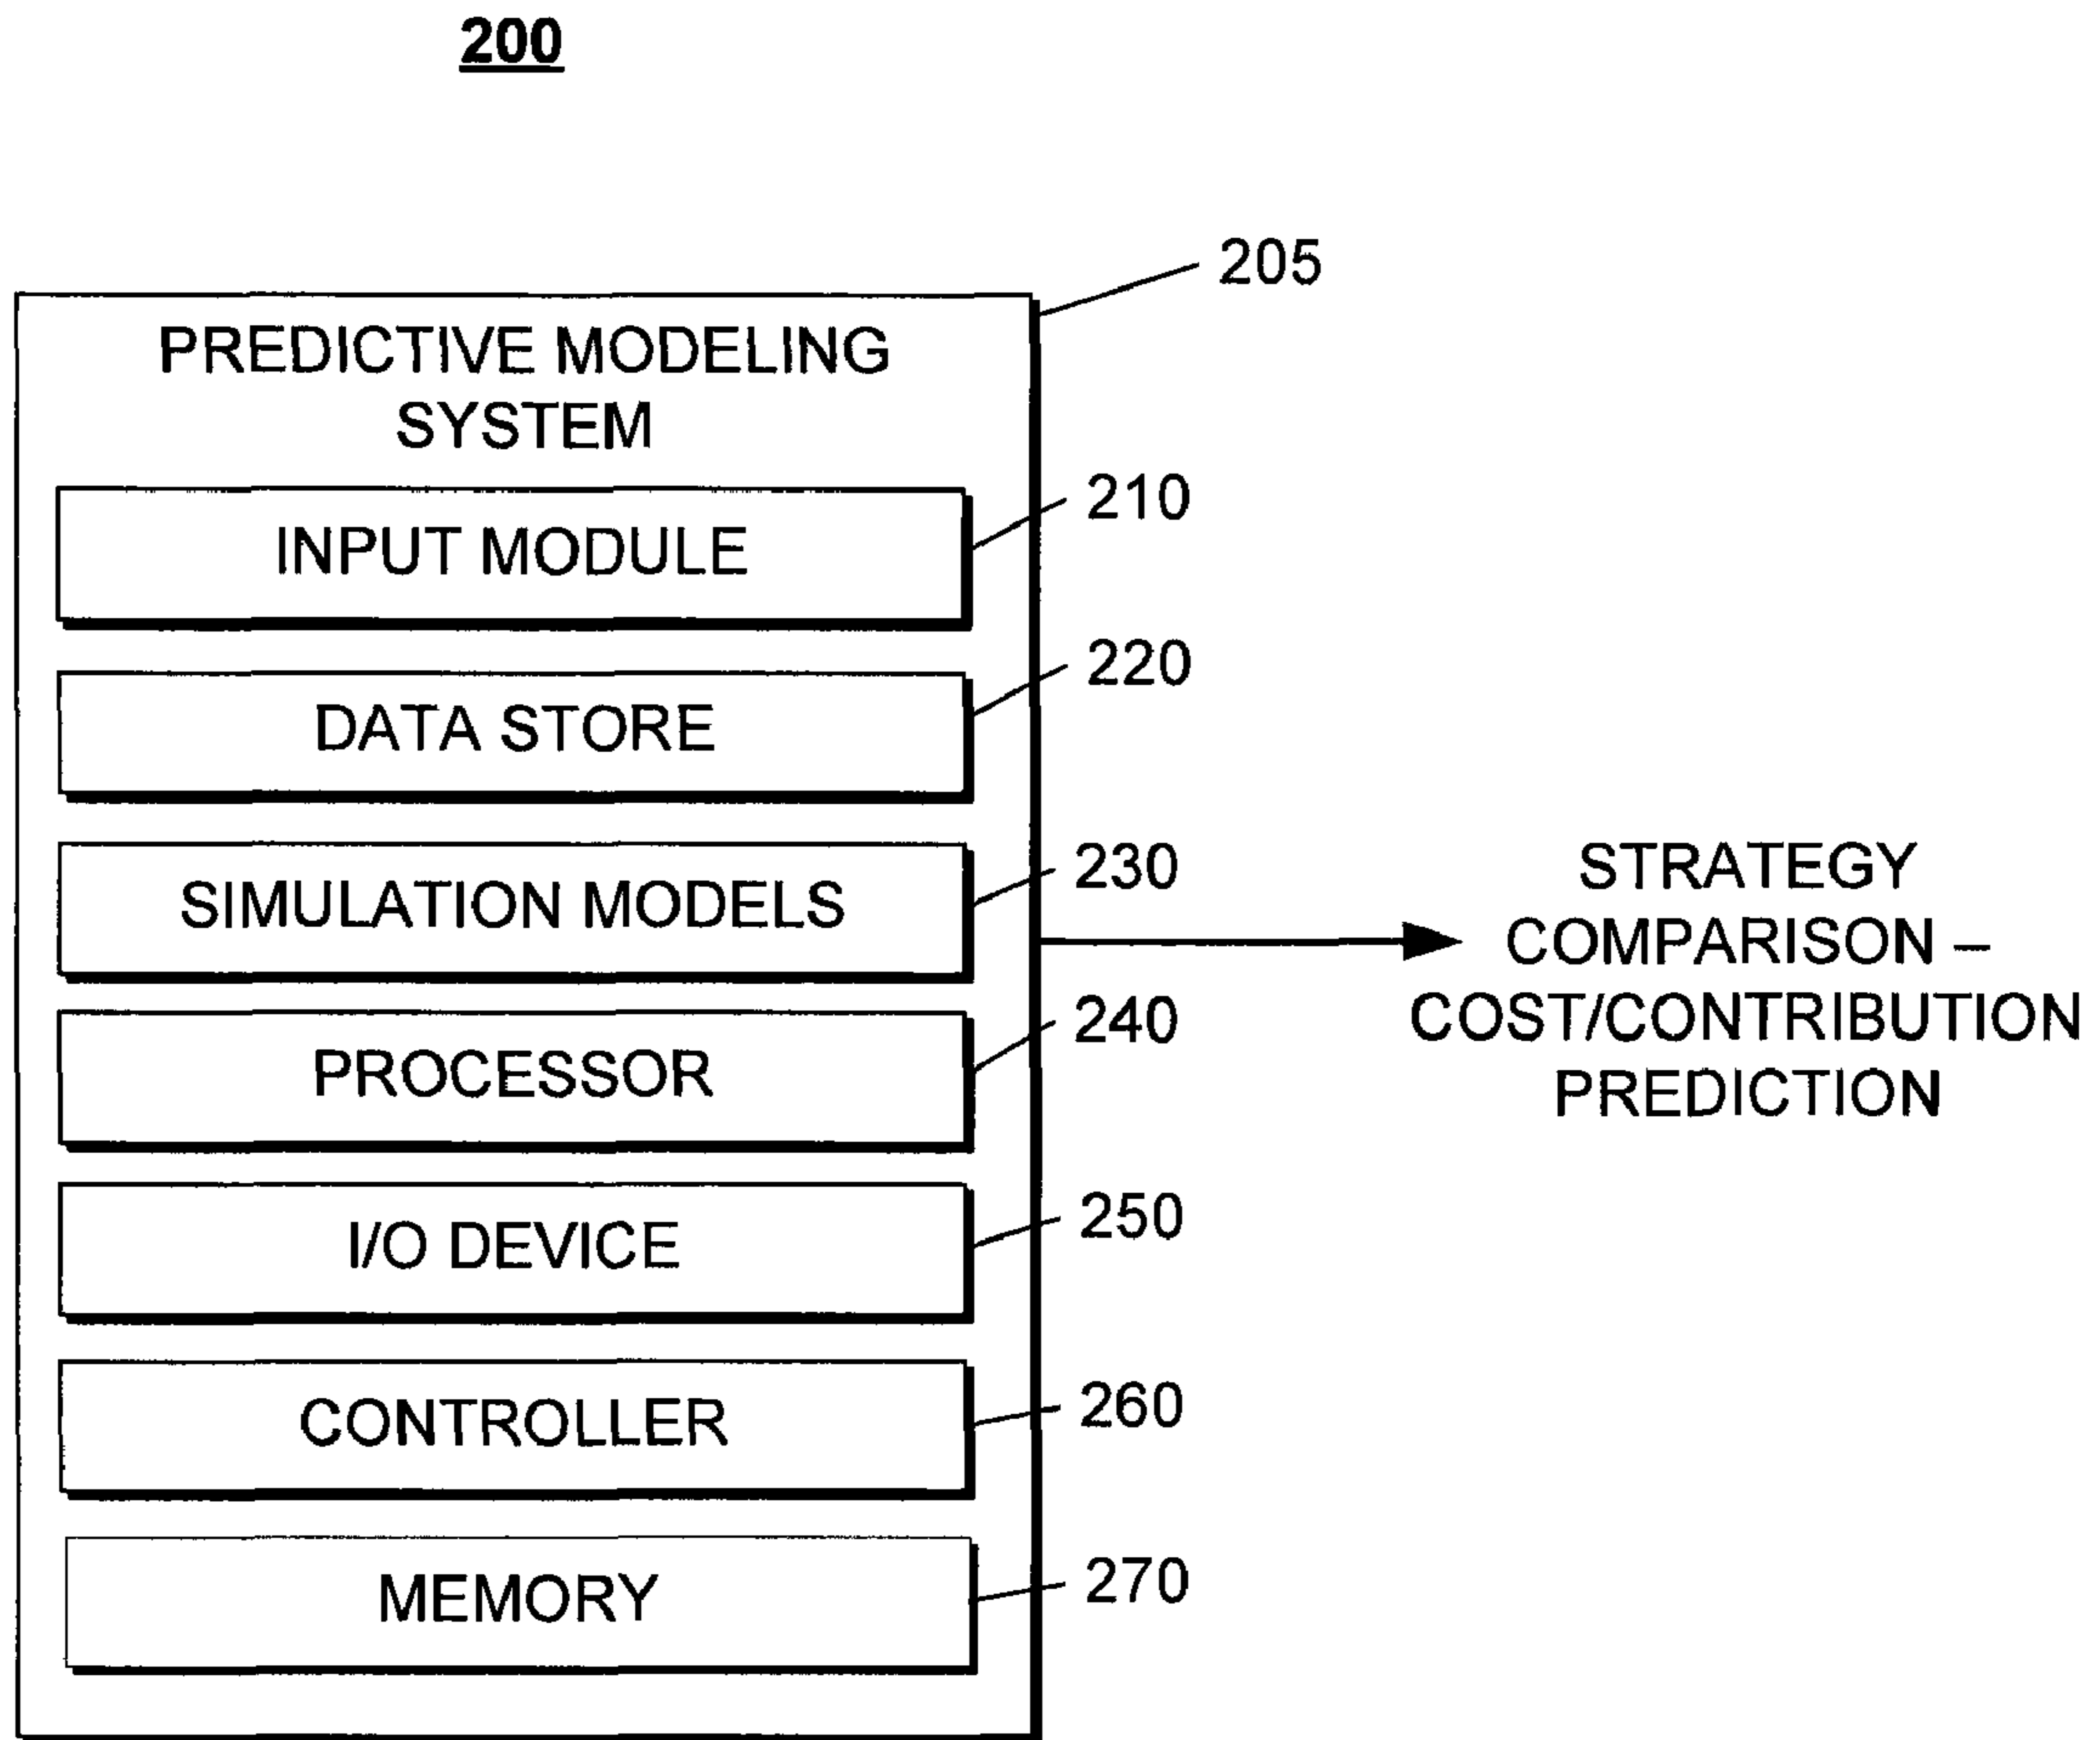 200
205
PREDICTIVE MODELING
SYSTEM
210
INPUT MODULE
220
DATA STORE
230
SIMULATION MODELS
240
PROCESSOR
250
I/O DEVICE
260
CONTROLLER
270
MEMORY
STRATEGY
COMPARISON –
COST/CONTRIBUTION
PREDICTION